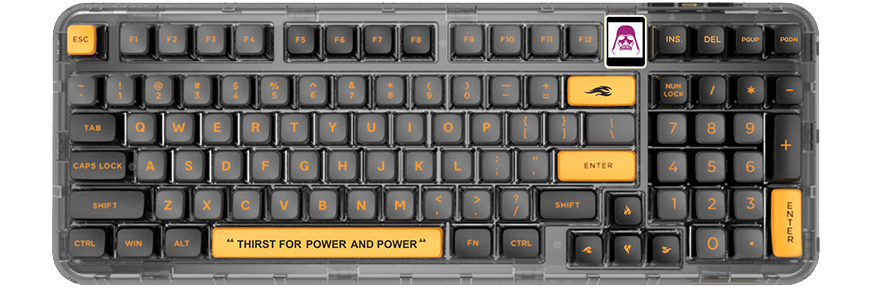 ESC F1 F2 F3 F4 F5 F6 F7 F8 F9 F10 F11 F12 INS DEL PGUP PGDN
~ ! @ # $ % ^ & * ( ) — + NUM LOCK / * -
` 1 2 3 4 5 6 7 8 9 0 - =
TAB Q W E R T Y U I O P { } | 7 8 9 +
[ ] \
CAPS LOCK A S D F G H J K L : " ENTER 4 5 6
; '
SHIFT Z X C V B N M < > ? SHIFT 1 2 3 ENTER
, . /
CTRL WIN ALT “ THIRST FOR POWER AND POWER ” FN CTRL 0 .